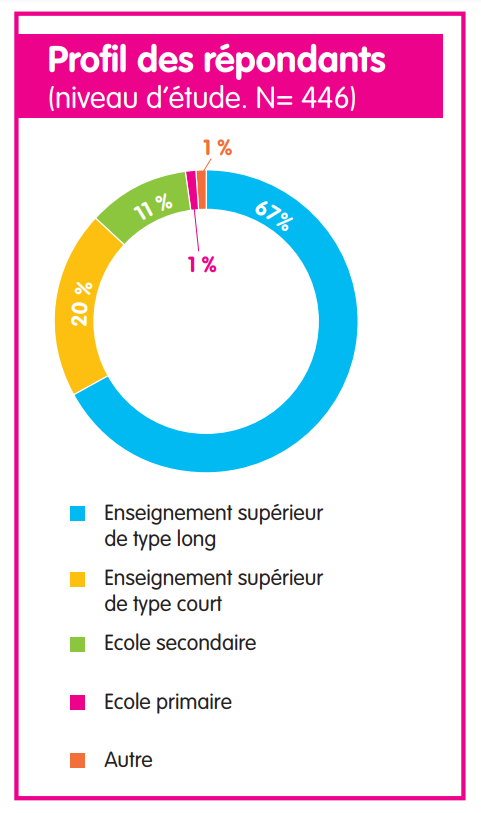 Profil des répondants
(niveau d'étude. N= 446)
1 %
67%
11 %
20 %
1 %
Enseignement supérieur
de type long
Enseignement supérieur
de type court
Ecole secondaire
Ecole primaire
Autre